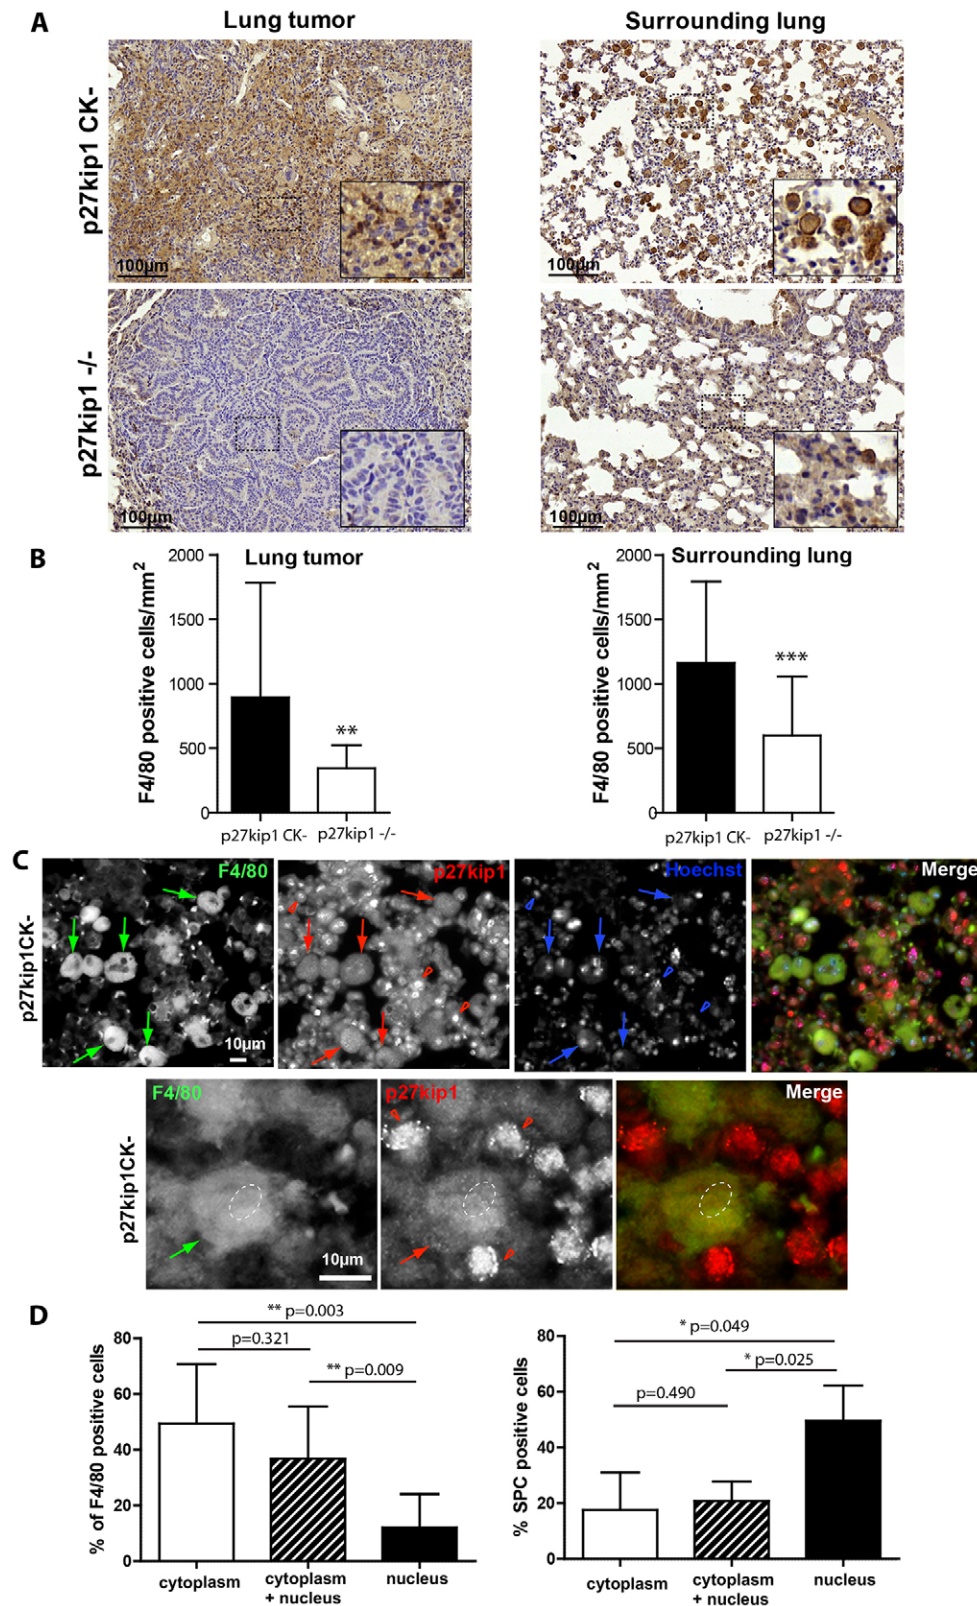 A
Lung tumor
Surrounding lung
p27kip1 CK-
100µm
100µm
p27kip1 -/-
100µm
100µm
B
Lung tumor
F4/80 positive cells/mm²
2000
1500
1000
500
0
**
p27kip1 CK-
p27kip1 -/-
Surrounding lung
F4/80 positive cells/mm²
2000
1500
1000
500
0
***
p27kip1 CK-
p27kip1 -/-
C
p27kip1CK-
F4/80
10µm
p27kip1
Hoechst
Merge
p27kip1CK-
F4/80
10µm
p27kip1
Merge
D
% of F4/80 positive cells
80
60
40
20
0
** p=0.003
p=0.321
** p=0.009
cytoplasm
cytoplasm
+ nucleus
nucleus
% SPC positive cells
80
60
40
20
0
* p=0.049
* p=0.025
p=0.490
cytoplasm
cytoplasm
+ nucleus
nucleus